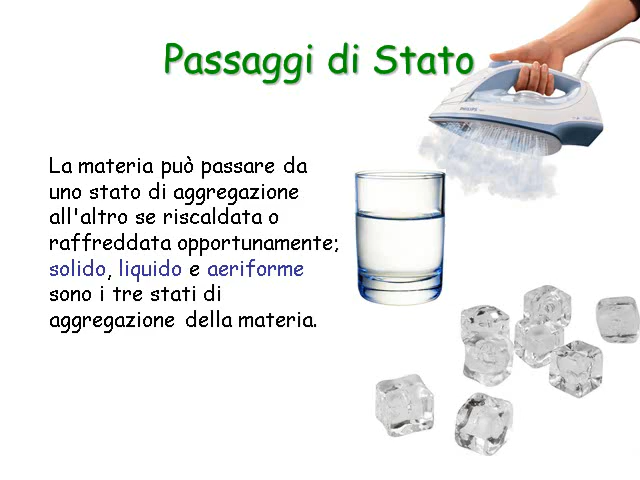 Passaggi di Stato
PHILIPS
La materia può passare da
uno stato di aggregazione
all'altro se riscaldata o
raffreddata opportunamente;
solido, liquido e aeriforme
sono i tre stati di
aggregazione della materia.